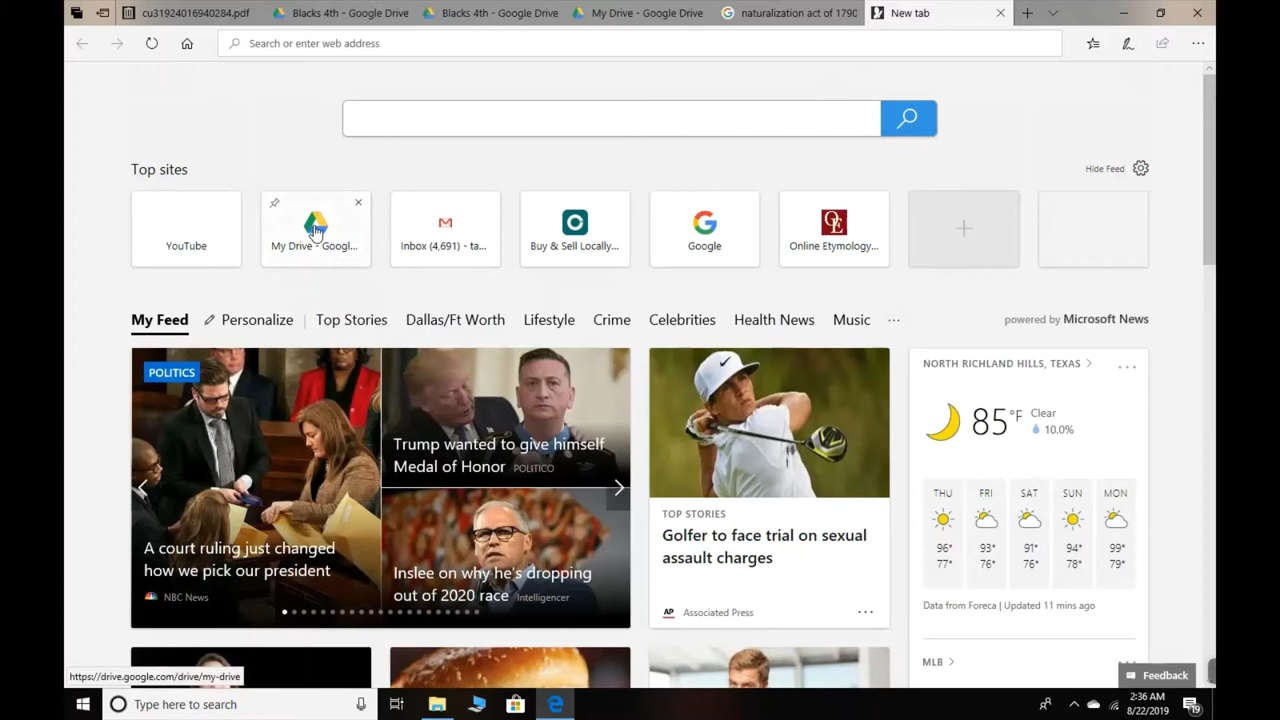 cu31924016940284.pdf
Blacks 4th - Google Drive
Blacks 4th - Google Drive
My Drive - Google Drive
naturalization act of 1790
New tab
Search or enter web address
Top sites
Hide Feed
YouTube
My Drive - Googl...
Inbox (4,691) - ta...
Buy & Sell Locally...
Google
Online Etymology...
My Feed
Personalize
Top Stories
Dallas/Ft Worth
Lifestyle
Crime
Celebrities
Health News
Music
powered by Microsoft News
POLITICS
A court ruling just changed
how we pick our president
NBC News
Trump wanted to give himself
Medal of Honor POLITICO
Inslee on why he's dropping
out of 2020 race Intelligencer
TOP STORIES
Golfer to face trial on sexual
assault charges
AP Associated Press
NORTH RICHLAND HILLS, TEXAS
85°F
Clear
10.0%
THU FRI SAT SUN MON
96° 93° 91° 94° 99°
77° 76° 76° 78° 79°
Data from Foreca | Updated 11 mins ago
MLB
Feedback
https://drive.google.com/drive/my-drive
Type here to search
2:36 AM
8/22/2019
19